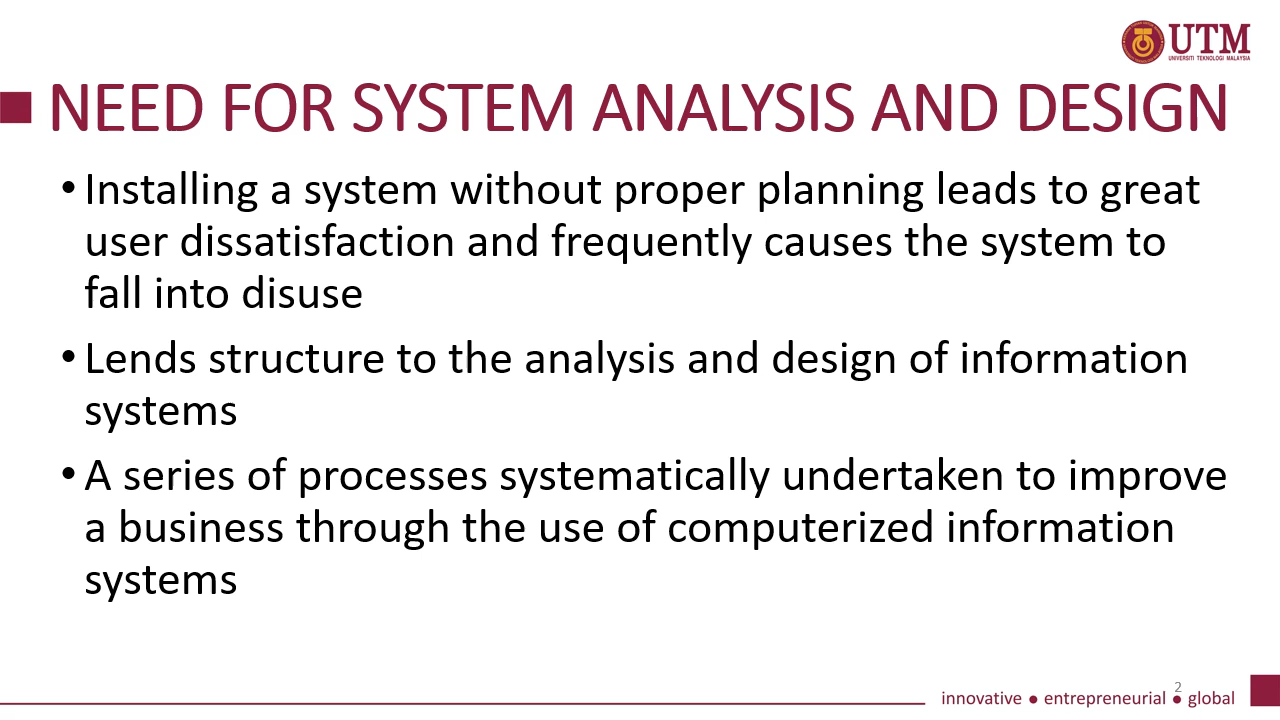 UTM
UNIVERSITI TEKNOLOGI MALAYSIA
NEED FOR SYSTEM ANALYSIS AND DESIGN
• Installing a system without proper planning leads to great
user dissatisfaction and frequently causes the system to
fall into disuse
• Lends structure to the analysis and design of information
systems
• A series of processes systematically undertaken to improve
a business through the use of computerized information
systems
2
innovative ● entrepreneurial ● global